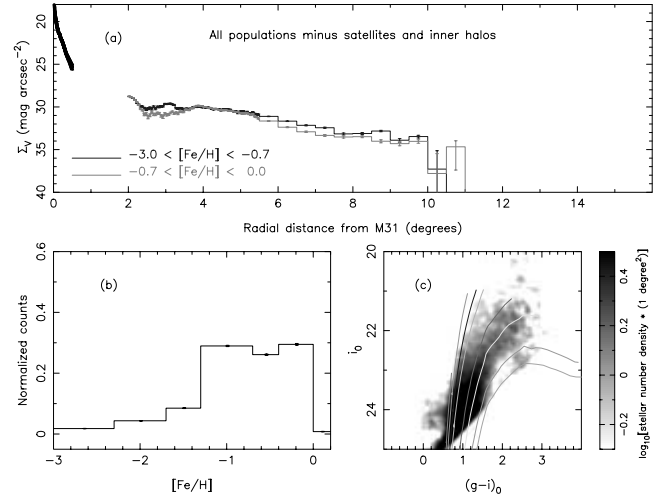 All populations minus satellites and inner halos
(a)
Σ_V (mag arcsec⁻²)
20
25
30
35
40
−3.0 < [Fe/H] < −0.7
−0.7 < [Fe/H] < 0.0
0 2 4 6 8 10 12 14 16
Radial distance from M31 (degrees)
(b)
Normalized counts
0.6
0.4
0.2
0
−3 −2 −1 0
[Fe/H]
(c)
i₀
20
22
24
0 1 2 3 4
(g−i)₀
0.4
0.2
0
−0.2
log₁₀[stellar number density * (1 degree²)]